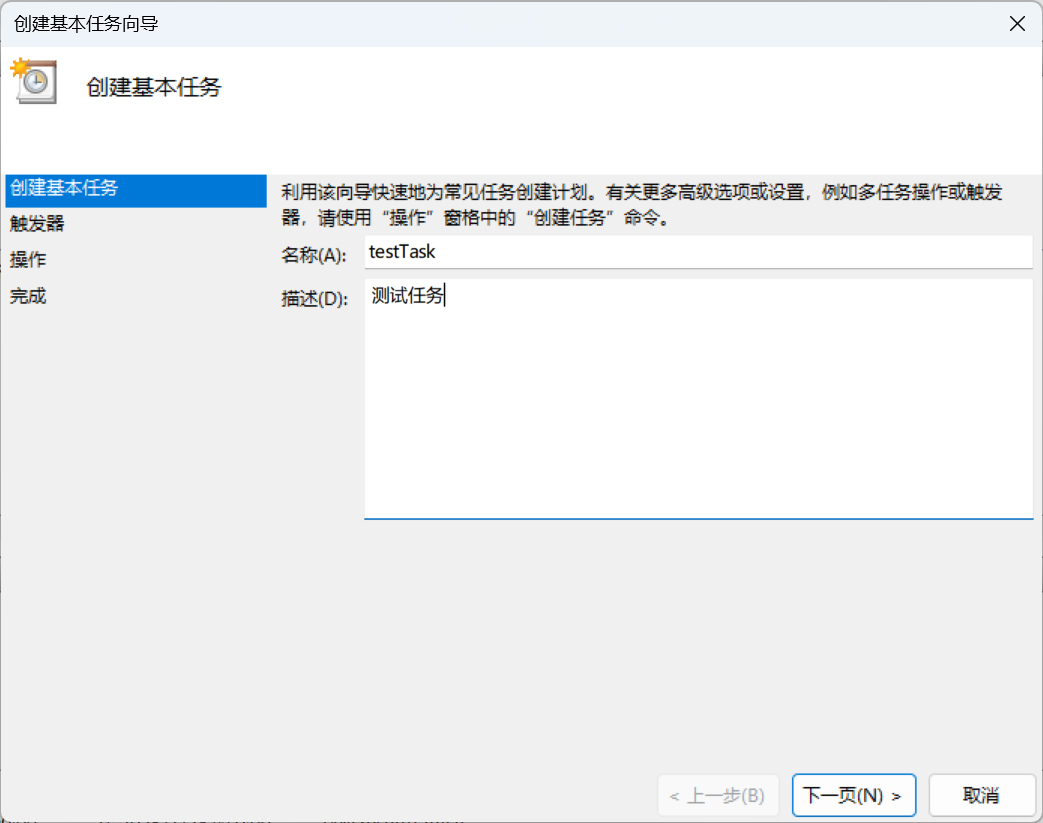 创建基本任务向导
创建基本任务
创建基本任务
触发器
操作
完成
利用该向导快速地为常见任务创建计划。有关更多高级选项或设置，例如多任务操作或触发
器，请使用“操作”窗格中的“创建任务”命令。
名称(A): testTask
描述(D): 测试任务
< 上一步(B) 下一页(N) > 取消